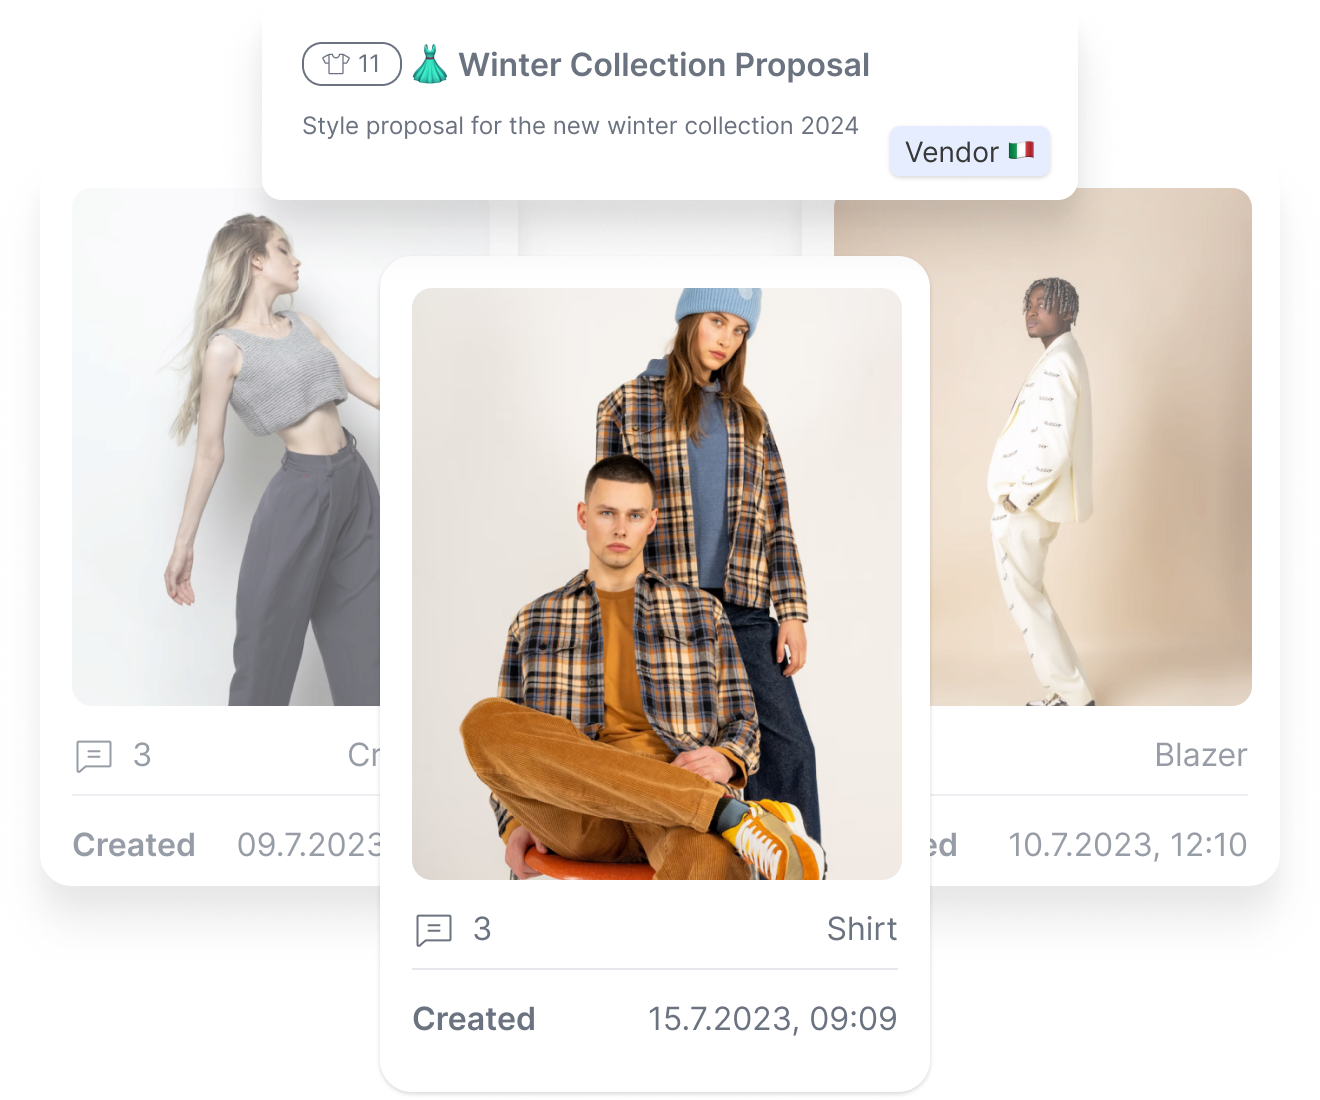 11 Winter Collection Proposal
Style proposal for the new winter collection 2024
Vendor
3
Cr
Blazer
Created 09.7.2023
ed 10.7.2023, 12:10
3 Shirt
Created 15.7.2023, 09:09